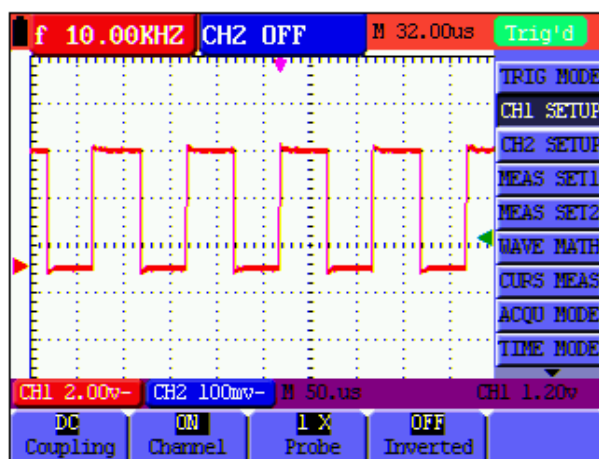 f 10.00KHZ CH2 OFF M 32.00us Trig'd
TRIG MODE
CH1 SETUP
CH2 SETUP
MEAS SET1
MEAS SET2
WAVE MATH
CURS MEAS
ACQU MODE
TIME MODE
CH1 2.00v- CH2 100mv- M 50.us CH1 1.20v
DC ON 1 X OFF
Coupling Channel Probe Inverted